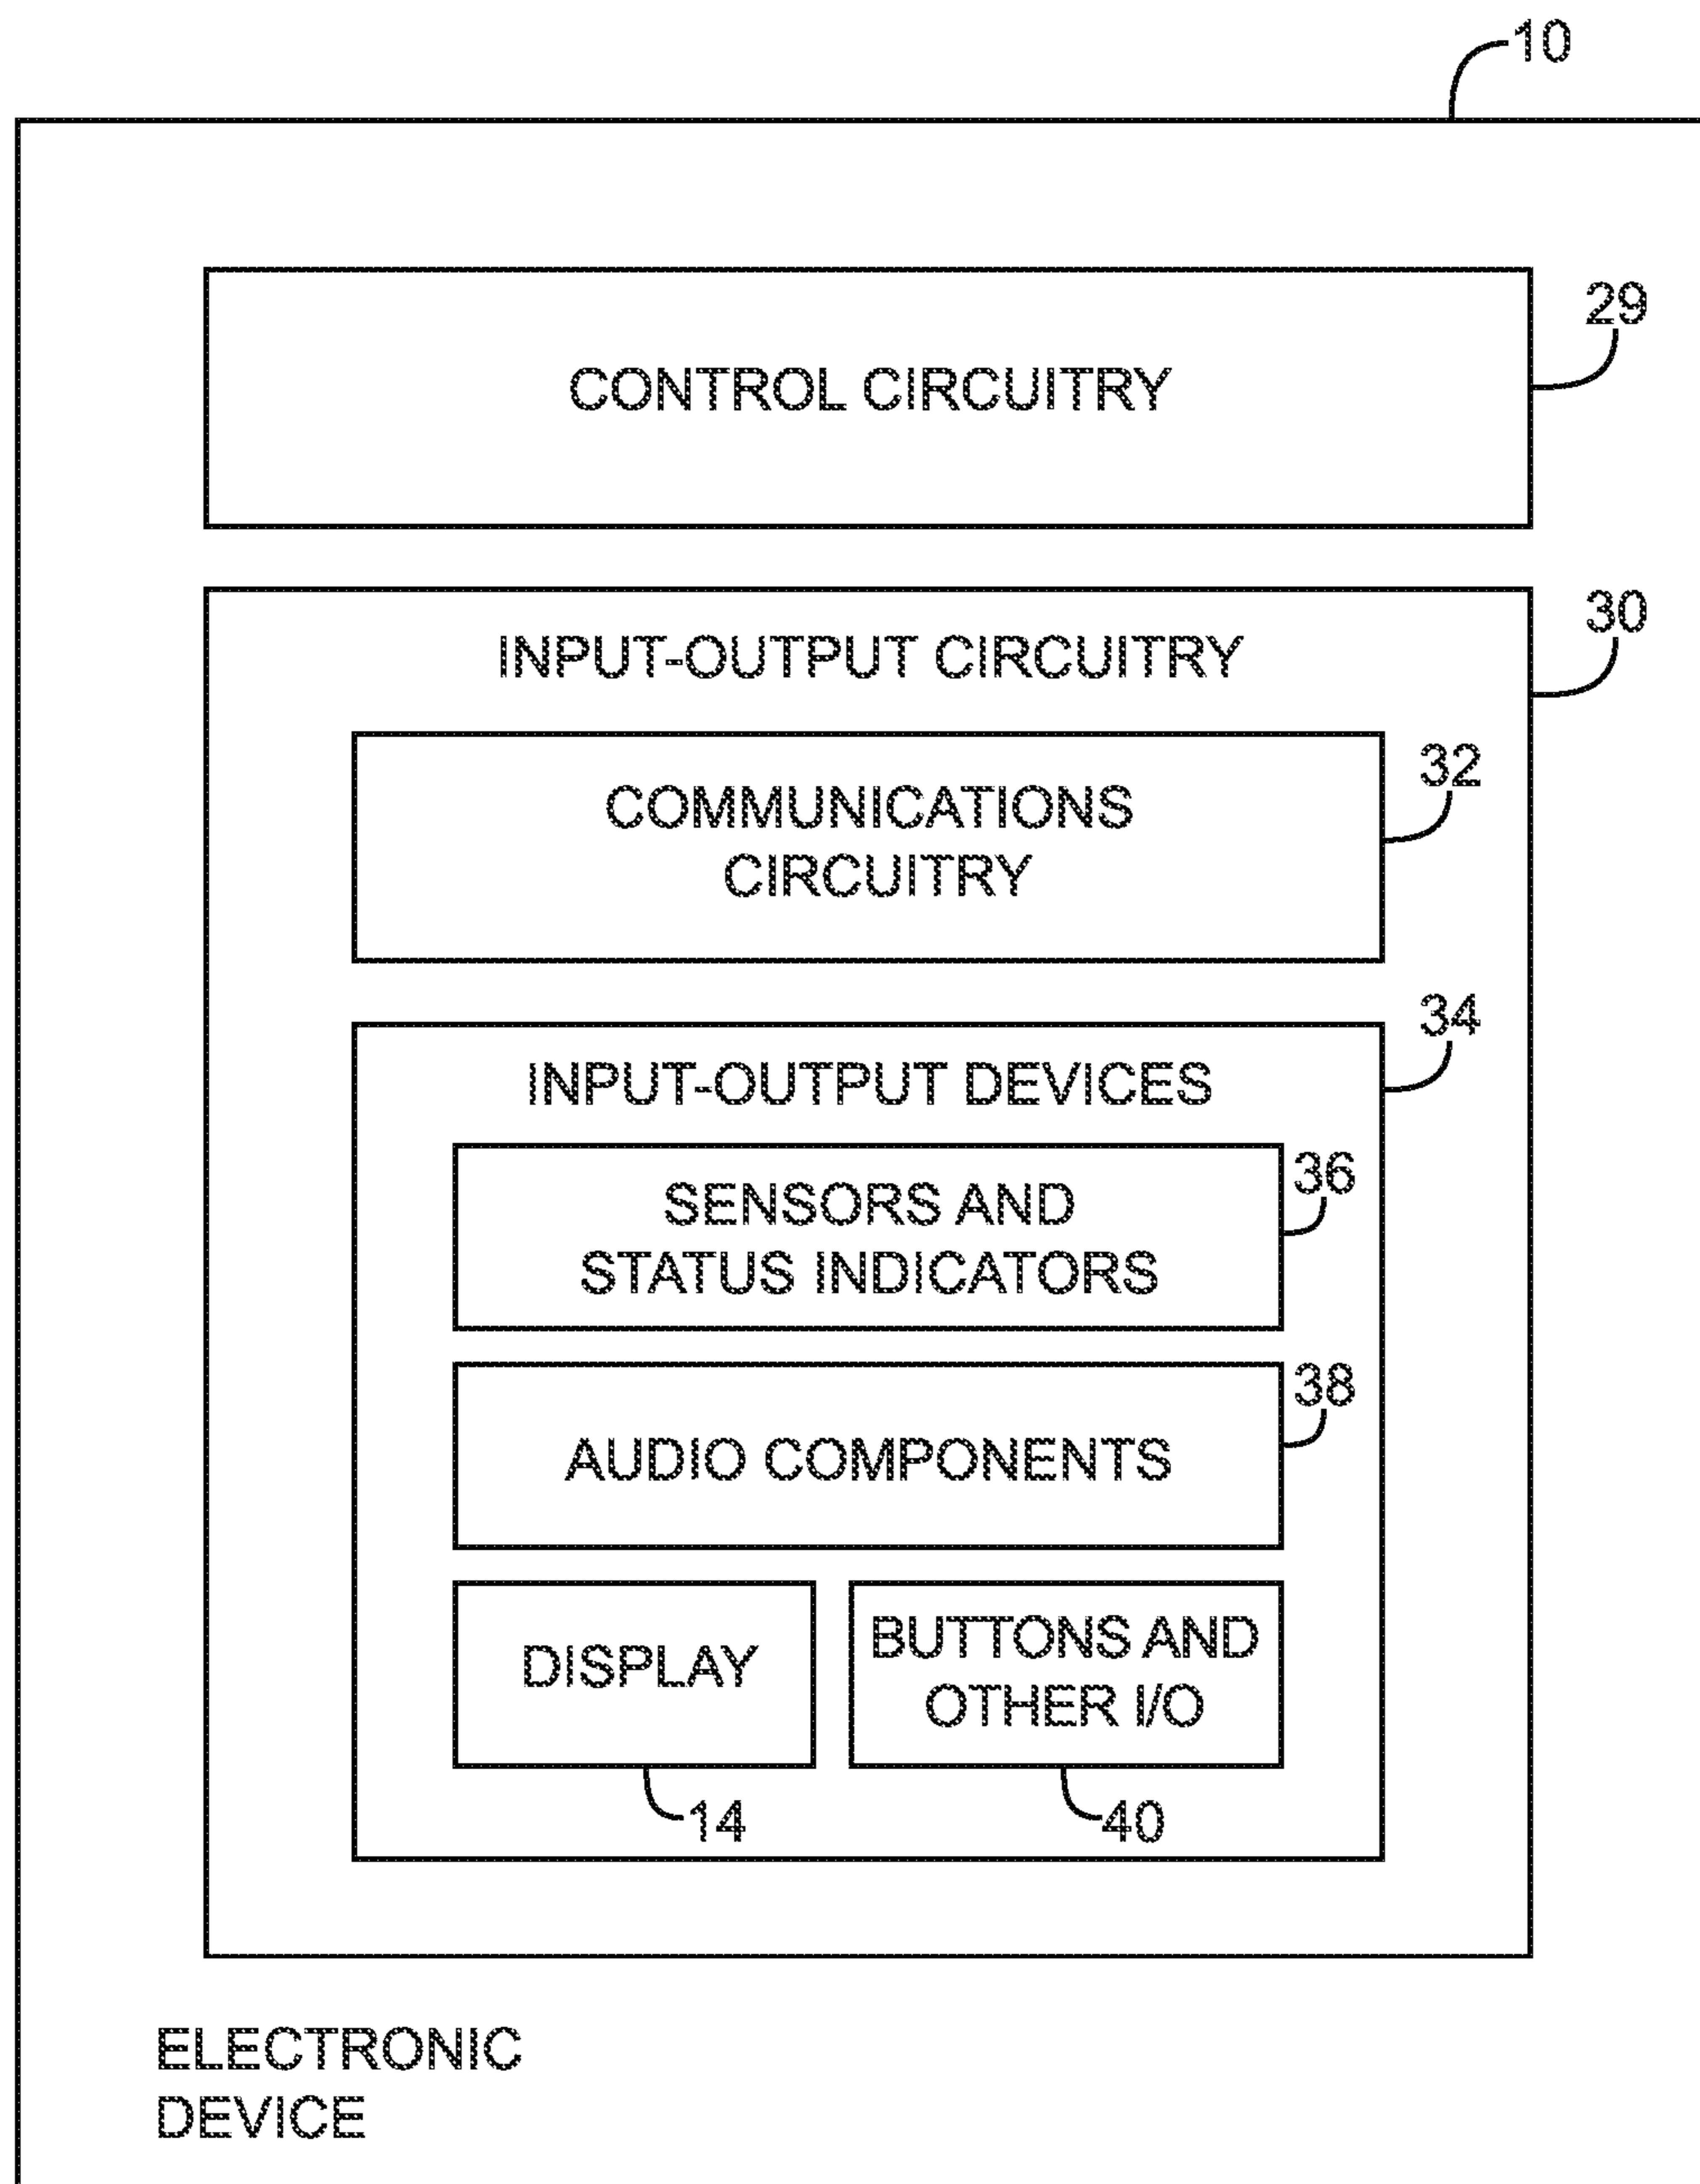 10
CONTROL CIRCUITRY
29
INPUT-OUTPUT CIRCUITRY
30
COMMUNICATIONS
CIRCUITRY
32
INPUT-OUTPUT DEVICES
34
SENSORS AND
STATUS INDICATORS
36
AUDIO COMPONENTS
38
DISPLAY
14
BUTTONS AND
OTHER I/O
40
ELECTRONIC
DEVICE